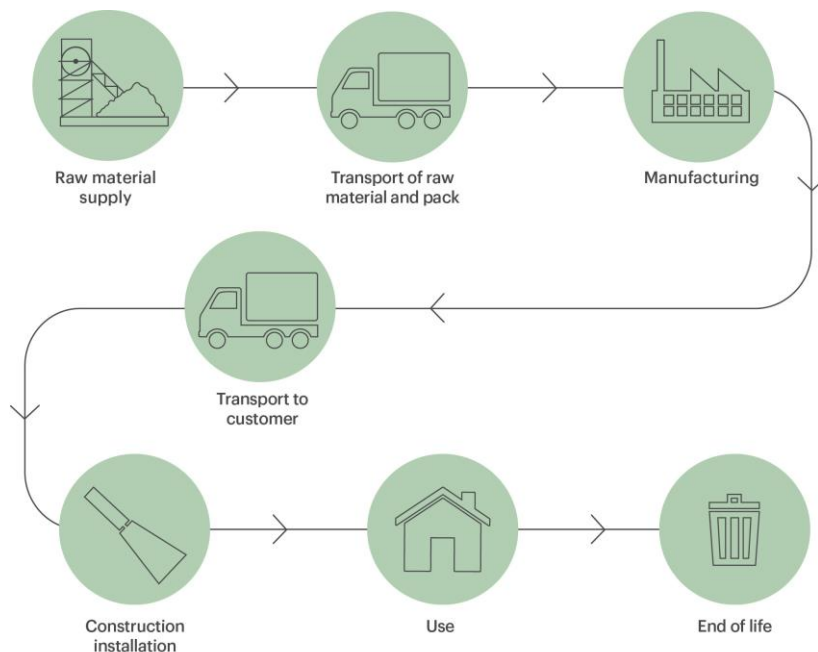 Raw material
supply
Transport of raw
material and pack
Manufacturing
Transport to
customer
Construction
installation
Use
End of life